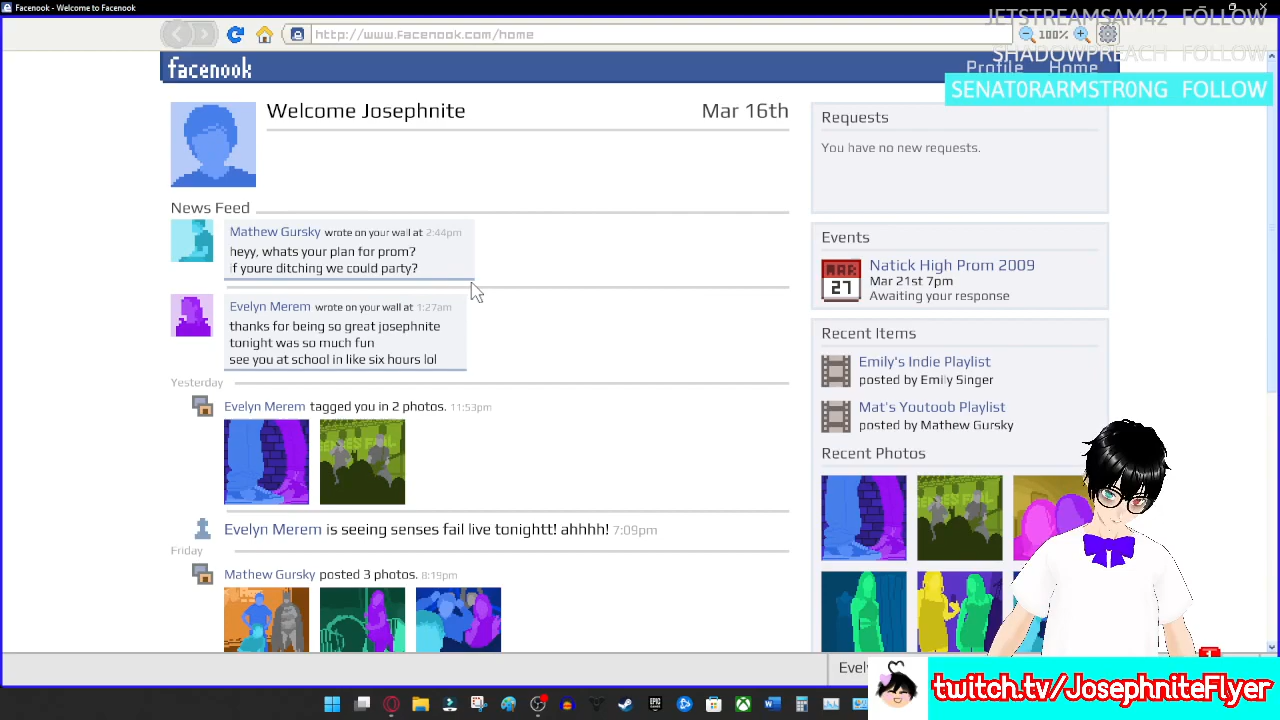 Facenook - Welcome to Facenook
JETSTREAMSAM42 FOLLOW
http://www.facenook.com/home
100%
SHADOWPREACH FOLLOW
facenook
Profile
Home
SENAT0RARMSTR0NG FOLLOW
Welcome Josephnite
Mar 16th
News Feed
Mathew Gursky wrote on your wall at 2:44pm
heyy, whats your plan for prom?
if youre ditching we could party?
Evelyn Merem wrote on your wall at 1:27am
thanks for being so great josephnite
tonight was so much fun
see you at school in like six hours lol
Yesterday
Evelyn Merem tagged you in 2 photos. 11:53pm
Evelyn Merem is seeing senses fail live tonightt! ahhhh! 7:09pm
Friday
Mathew Gursky posted 3 photos. 8:19pm
Requests
You have no new requests.
Events
MAR
27
Natick High Prom 2009
Mar 21st 7pm
Awaiting your response
Recent Items
Emily's Indie Playlist
posted by Emily Singer
Mat's Youtoob Playlist
posted by Mathew Gursky
Recent Photos
1
twitch.tv/JosephniteFlyer